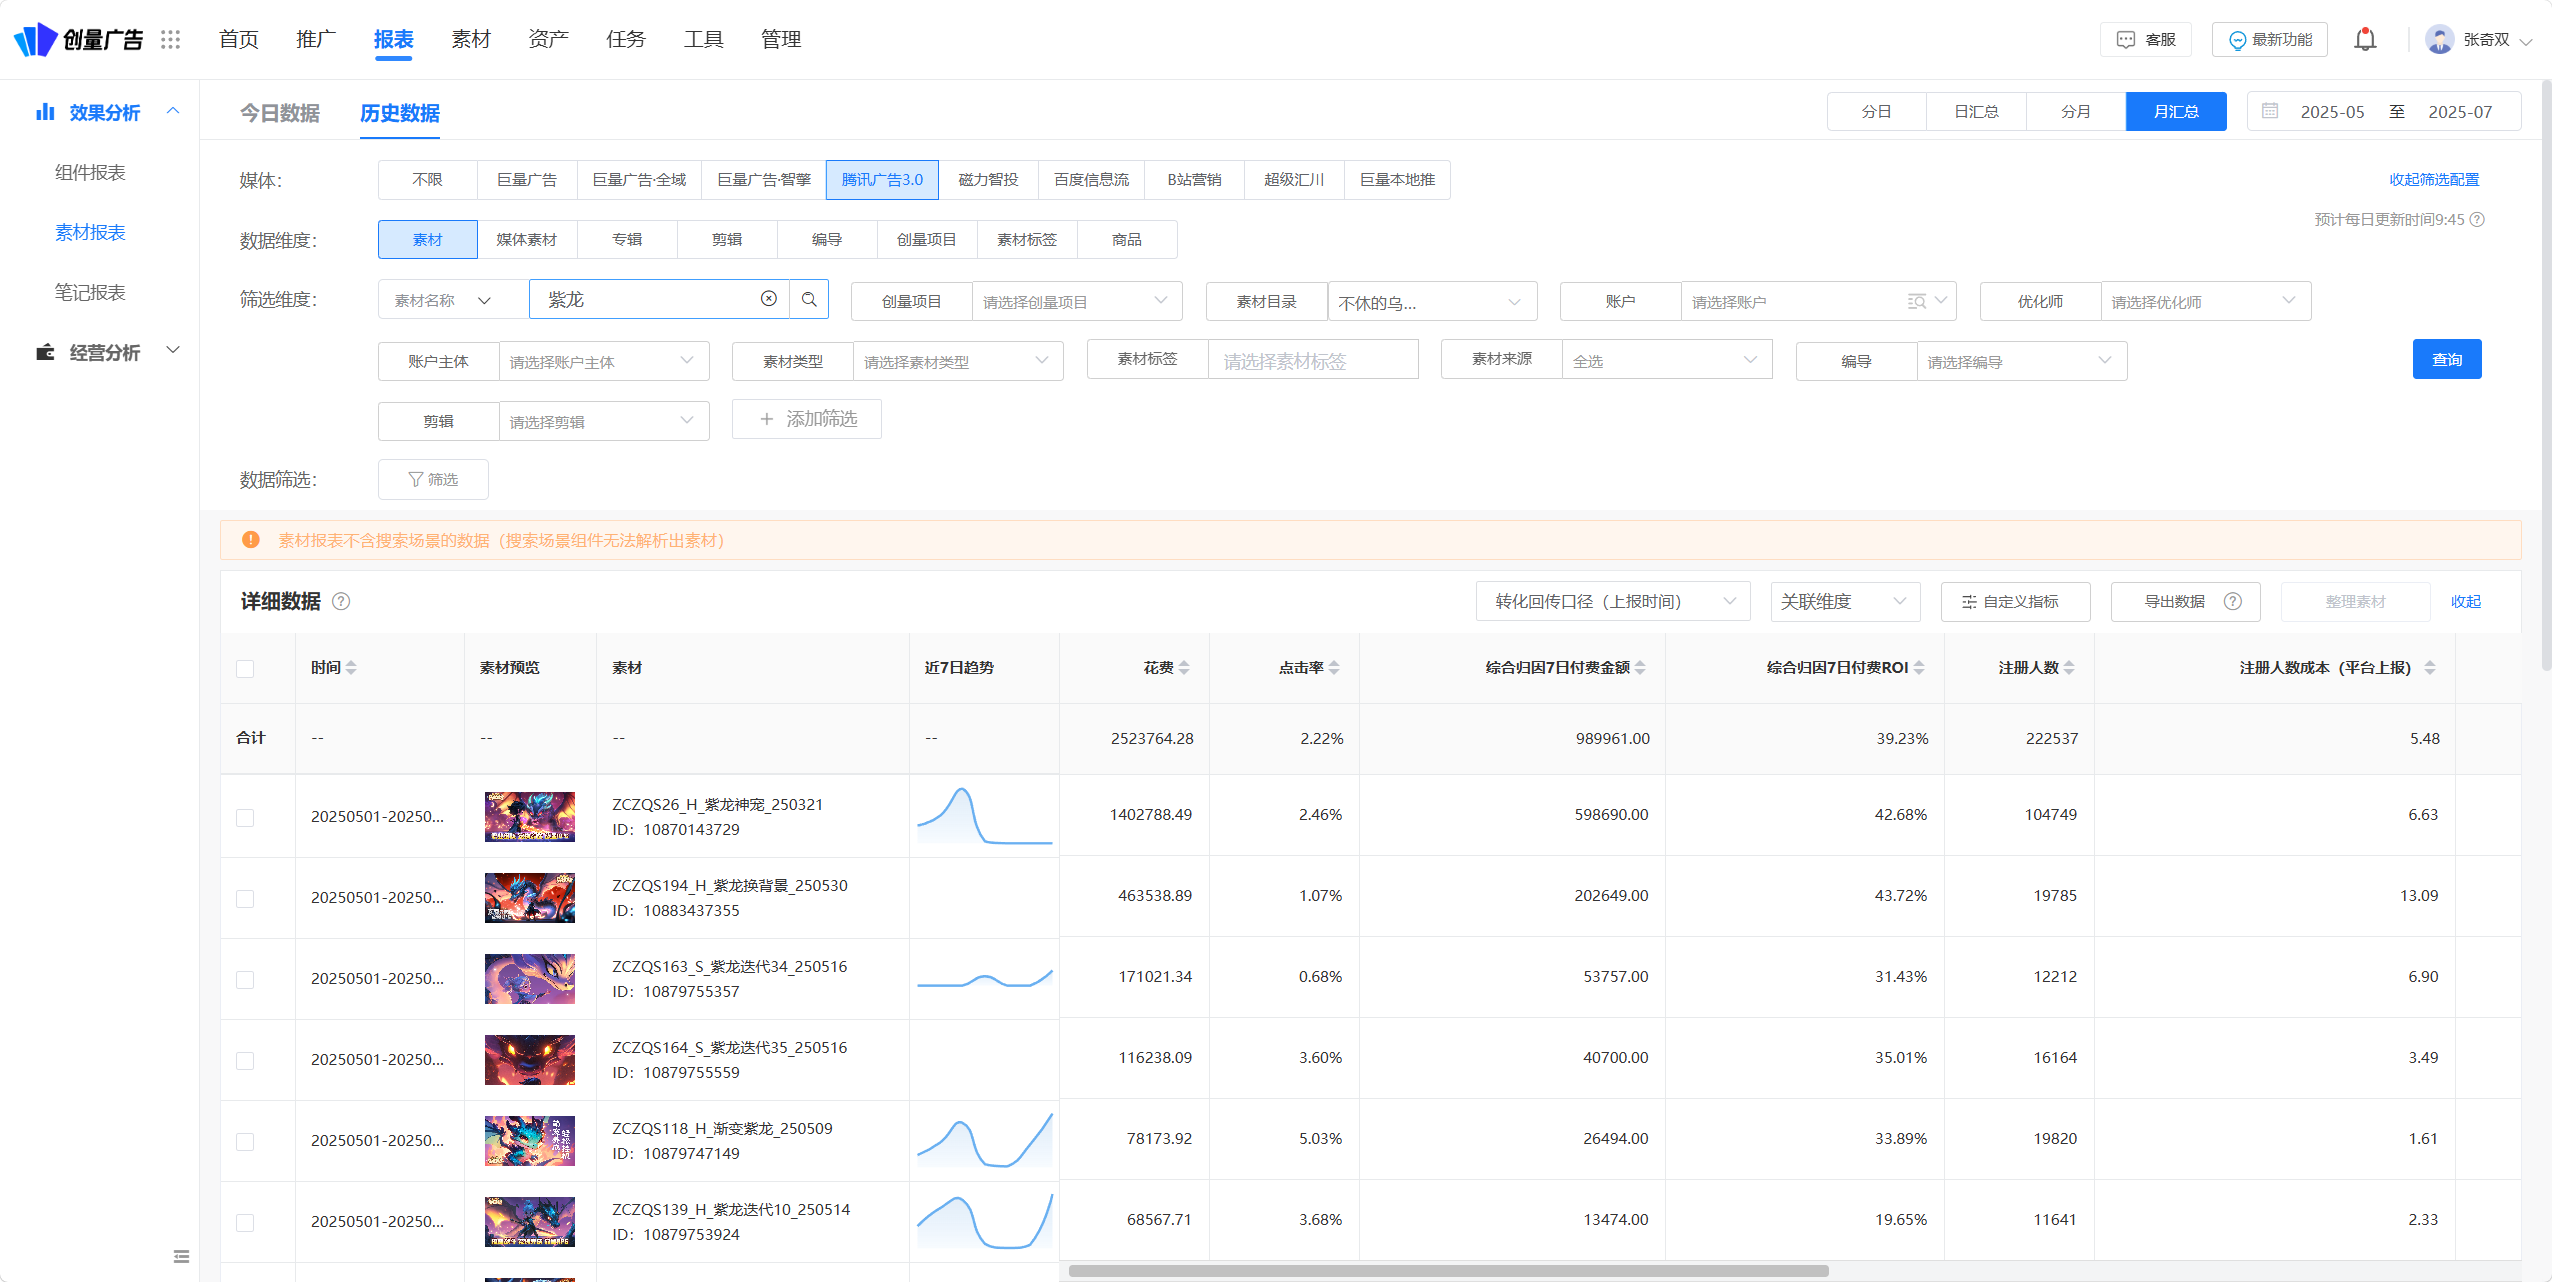 创量广告 首页 推广 报表 素材 资产 任务 工具 管理 客服 最新功能 张奇双
效果分析
组件报表
素材报表
笔记报表
经营分析
今日数据 历史数据 分日 日汇总 分月 月汇总 2025-05 至 2025-07
媒体： 不限 巨量广告 巨量广告·全域 巨量广告·智擎 腾讯广告3.0 磁力智投 百度信息流 B站营销 超级汇川 巨量本地推 收起筛选配置
预计每日更新时间9:45
数据维度： 素材 媒体素材 专辑 剪辑 编导 创量项目 素材标签 商品
筛选维度： 素材名称 紫龙 创量项目 请选择创量项目 素材目录 不休的乌... 账户 请选择账户 优化师 请选择优化师
账户主体 请选择账户主体 素材类型 请选择素材类型 素材标签 请选择素材标签 素材来源 全选 编导 请选择编导 查询
剪辑 请选择剪辑 + 添加筛选
数据筛选： 筛选
素材报表不含搜索场景的数据（搜索场景组件无法解析出素材）
详细数据 转化回传口径（上报时间） 关联维度 自定义指标 导出数据 整理素材 收起
时间 素材预览 素材 近7日趋势 花费 点击率 综合归因7日付费金额 综合归因7日付费ROI 注册人数 注册人数成本（平台上报）
合计 -- -- -- -- 2523764.28 2.22% 989961.00 39.23% 222537 5.48
20250501-20250... ZCZQS26_H_紫龙神宠_250321 1402788.49 2.46% 598690.00 42.68% 104749 6.63
ID：10870143729
20250501-20250... ZCZQS194_H_紫龙换背景_250530 463538.89 1.07% 202649.00 43.72% 19785 13.09
ID：10883437355
20250501-20250... ZCZQS163_S_紫龙迭代34_250516 171021.34 0.68% 53757.00 31.43% 12212 6.90
ID：10879755357
20250501-20250... ZCZQS164_S_紫龙迭代35_250516 116238.09 3.60% 40700.00 35.01% 16164 3.49
ID：10879755559
20250501-20250... ZCZQS118_H_渐变紫龙_250509 78173.92 5.03% 26494.00 33.89% 19820 1.61
ID：10879747149
20250501-20250... ZCZQS139_H_紫龙迭代10_250514 68567.71 3.68% 13474.00 19.65% 11641 2.33
ID：10879753924